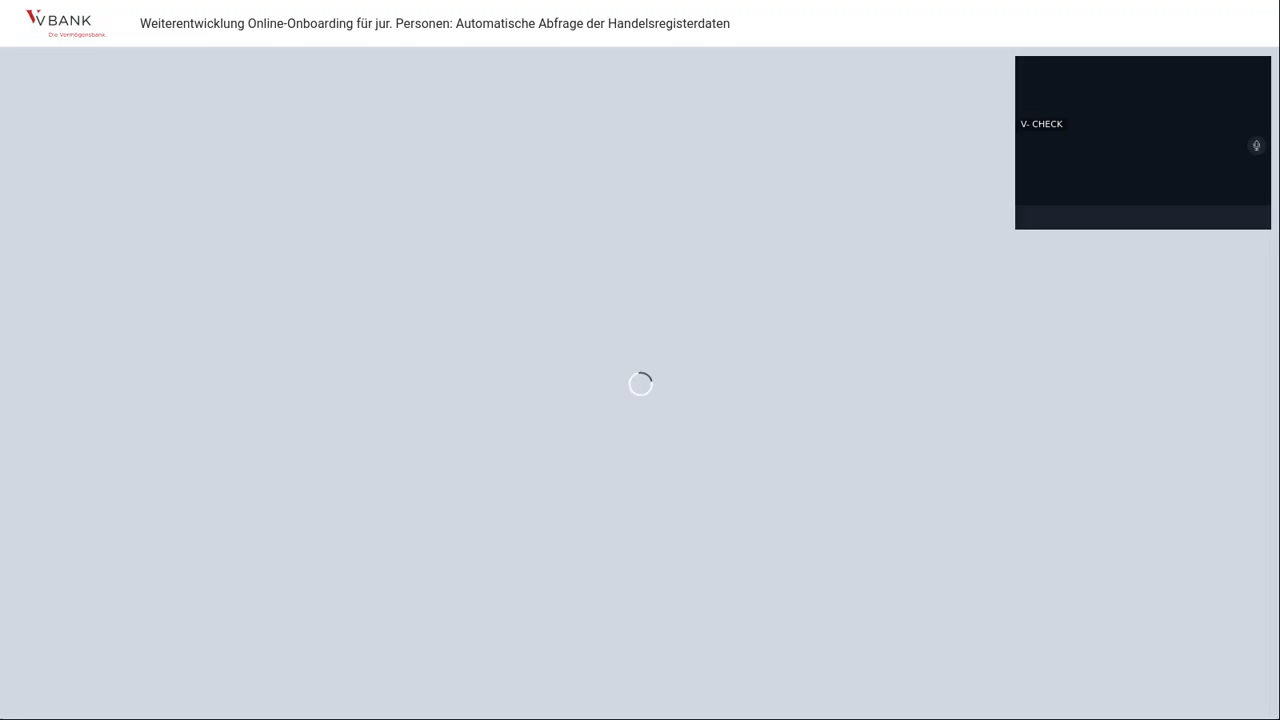 VBANK
Die Vermögensbank.
Weiterentwicklung Online-Onboarding für jur. Personen: Automatische Abfrage der Handelsregisterdaten
V- CHECK